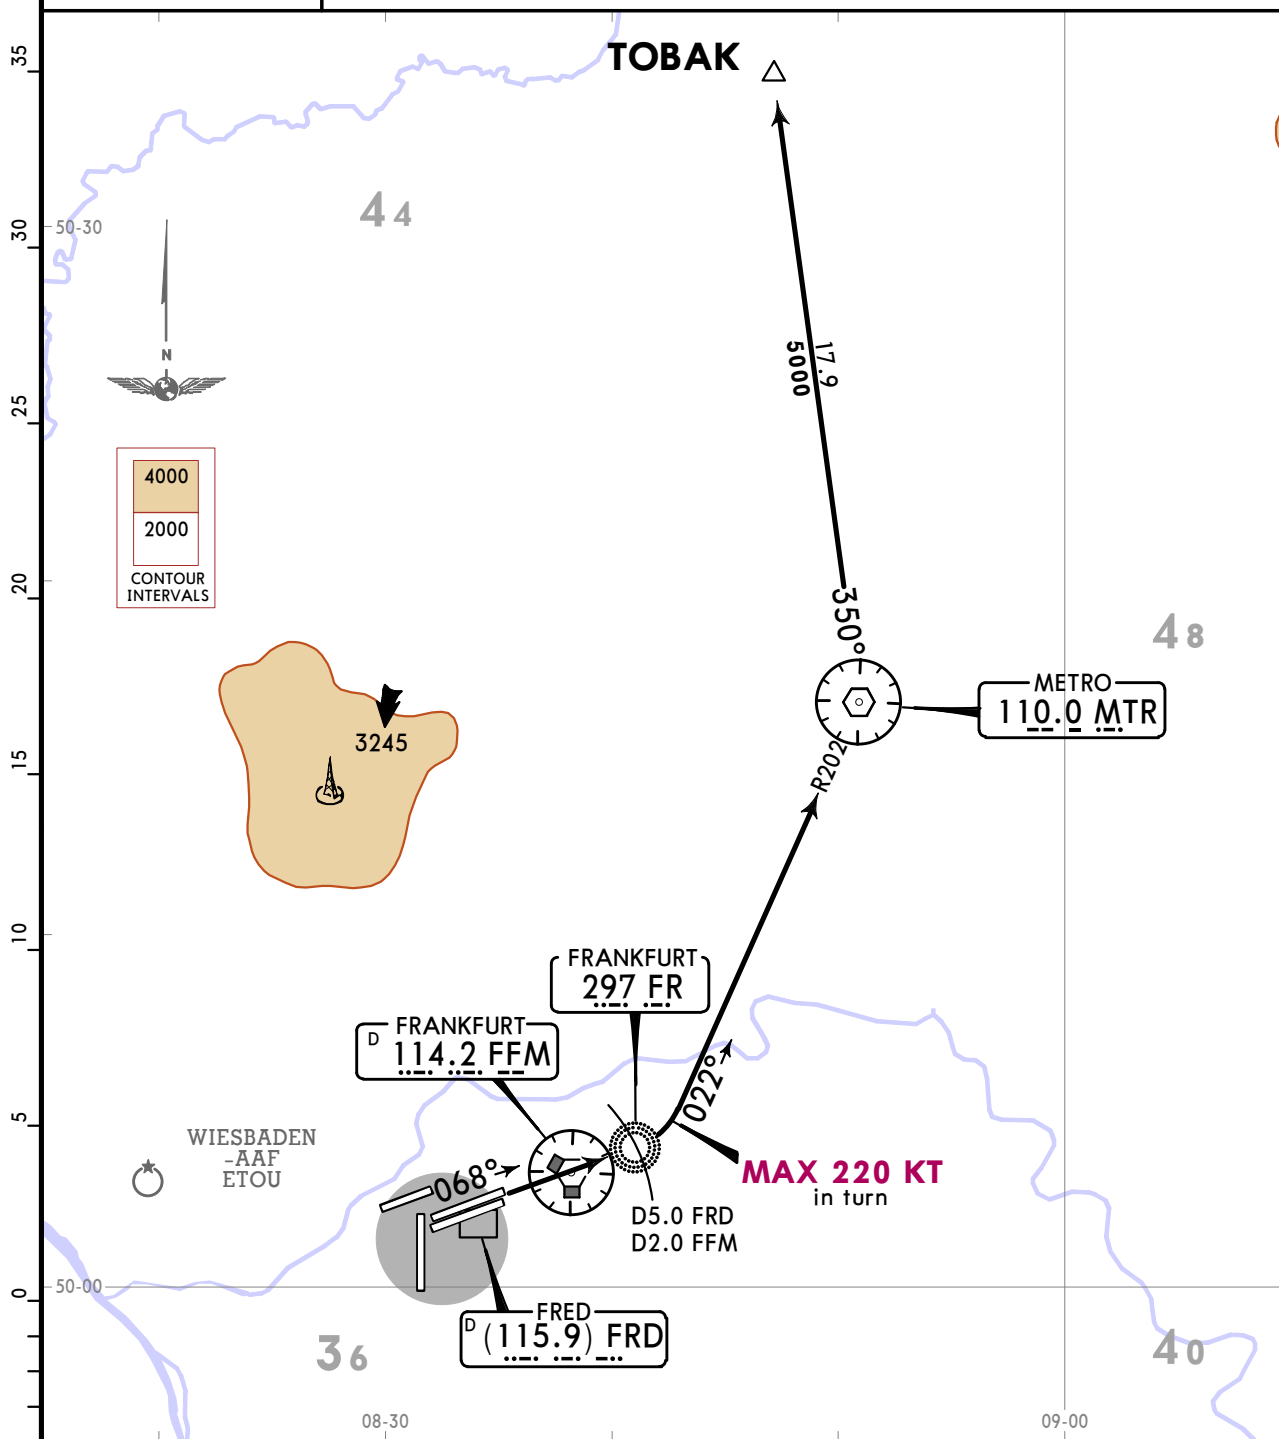 TOBAK
35
44
50-30
30
N
17.9
5000
25
4000
2000
CONTOUR
INTERVALS
20
350°
48
METRO
110.0 MTR
3245
15
R202
10
FRANKFURT
297 FR
FRANKFURT
D 114.2 FFM
022°
5
WIESBADEN
-AAF
ETOU
068°
MAX 220 KT
in turn
D5.0 FRD
D2.0 FFM
50-00
0
FRED
D (115.9) FRD
36
40
08-30
09-00